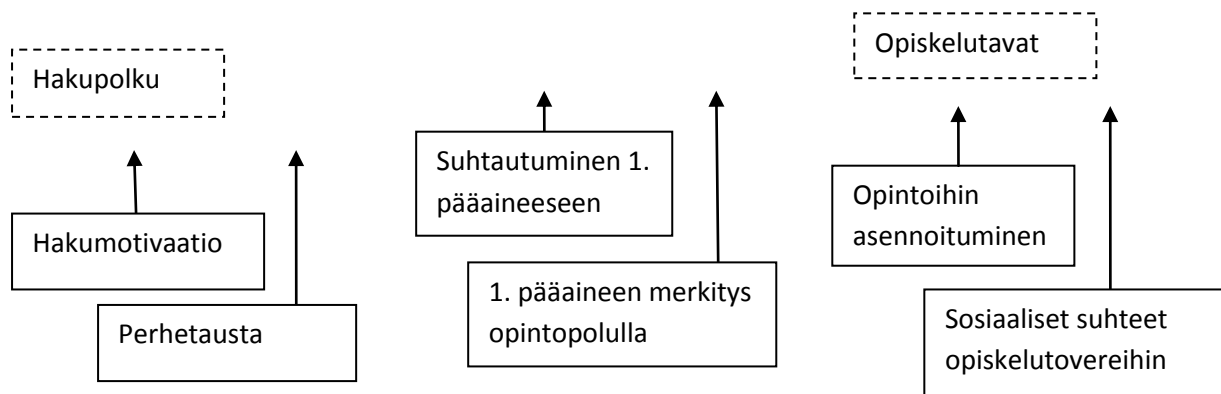 Hakupolku
Hakumotivaatio
Perhetausta
Suhtautuminen 1.
pääaineeseen
1. pääaineen merkitys
opintopolulla
Opiskelutavat
Opintoihin
asennoituminen
Sosiaaliset suhteet
opiskelutovereihin